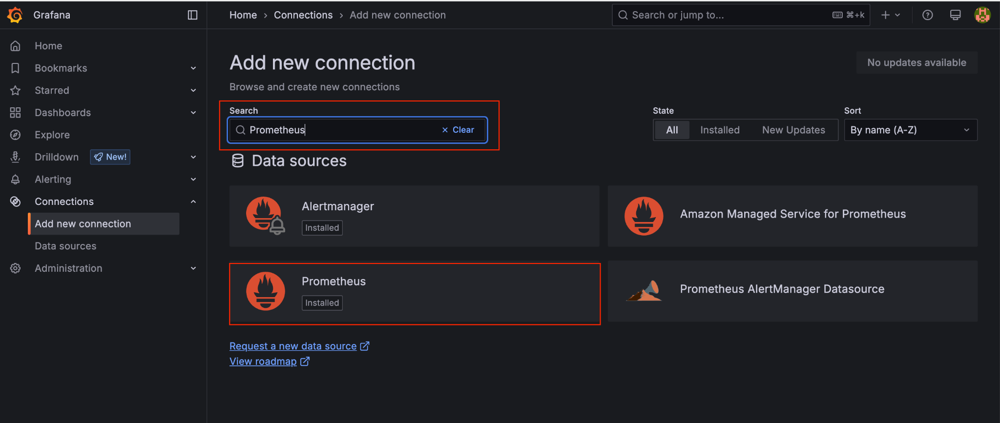 Grafana
Home › Connections › Add new connection
Search or jump to...
⌘+k
Home
Bookmarks
Starred
Dashboards
Explore
Drilldown
New!
Alerting
Connections
Add new connection
Data sources
Administration
Add new connection
No updates available
Browse and create new connections
Search
Prometheus
× Clear
State
All
Installed
New Updates
Sort
By name (A-Z)
Data sources
Alertmanager
Installed
Amazon Managed Service for Prometheus
Prometheus
Installed
Prometheus AlertManager Datasource
Request a new data source
View roadmap